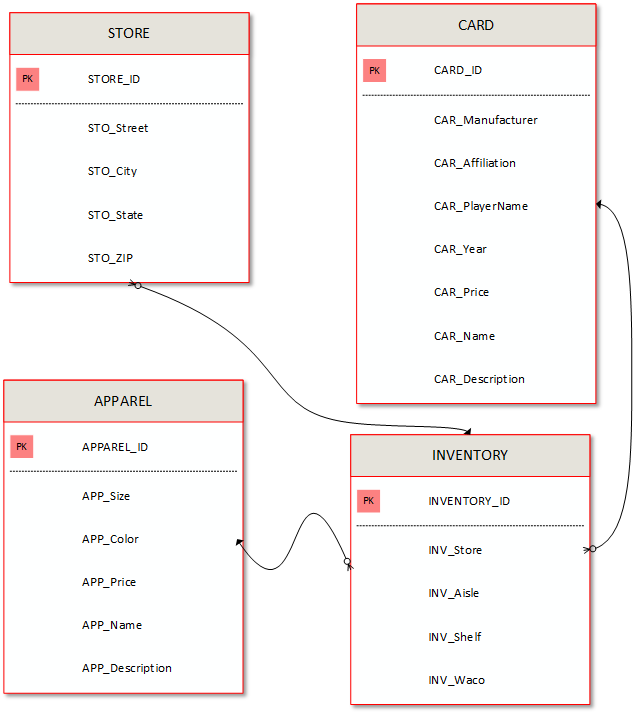 STORE
PK STORE_ID
STO_Street
STO_City
STO_State
STO_ZIP
CARD
PK CARD_ID
CAR_Manufacturer
CAR_Affiliation
CAR_PlayerName
CAR_Year
CAR_Price
CAR_Name
CAR_Description
APPAREL
PK APPAREL_ID
APP_Size
APP_Color
APP_Price
APP_Name
APP_Description
INVENTORY
PK INVENTORY_ID
INV_Store
INV_Aisle
INV_Shelf
INV_Waco